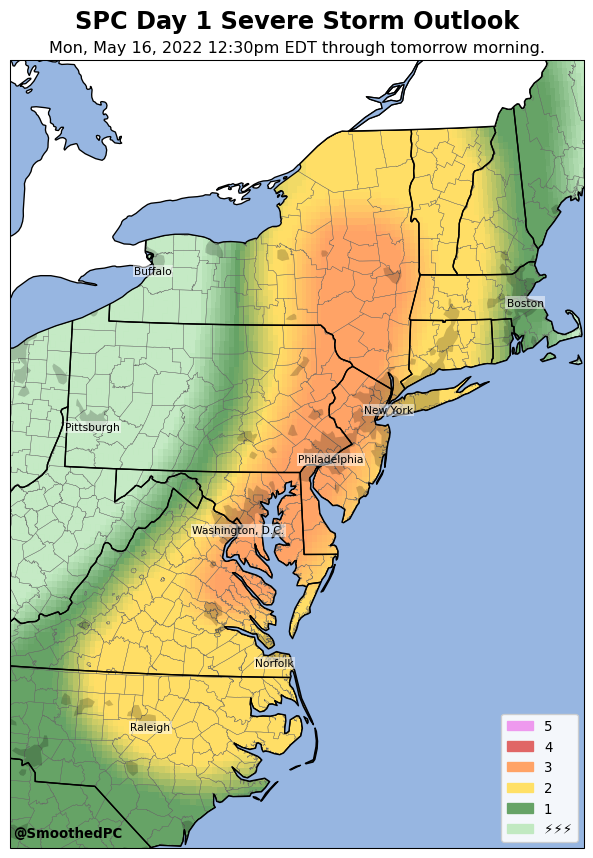 SPC Day 1 Severe Storm Outlook
Mon, May 16, 2022 12:30pm EDT through tomorrow morning.
Buffalo
Boston
New York
Pittsburgh
Philadelphia
Washington, D.C.
Norfolk
Raleigh
5
4
3
2
1
⚡⚡⚡
@SmoothedPC